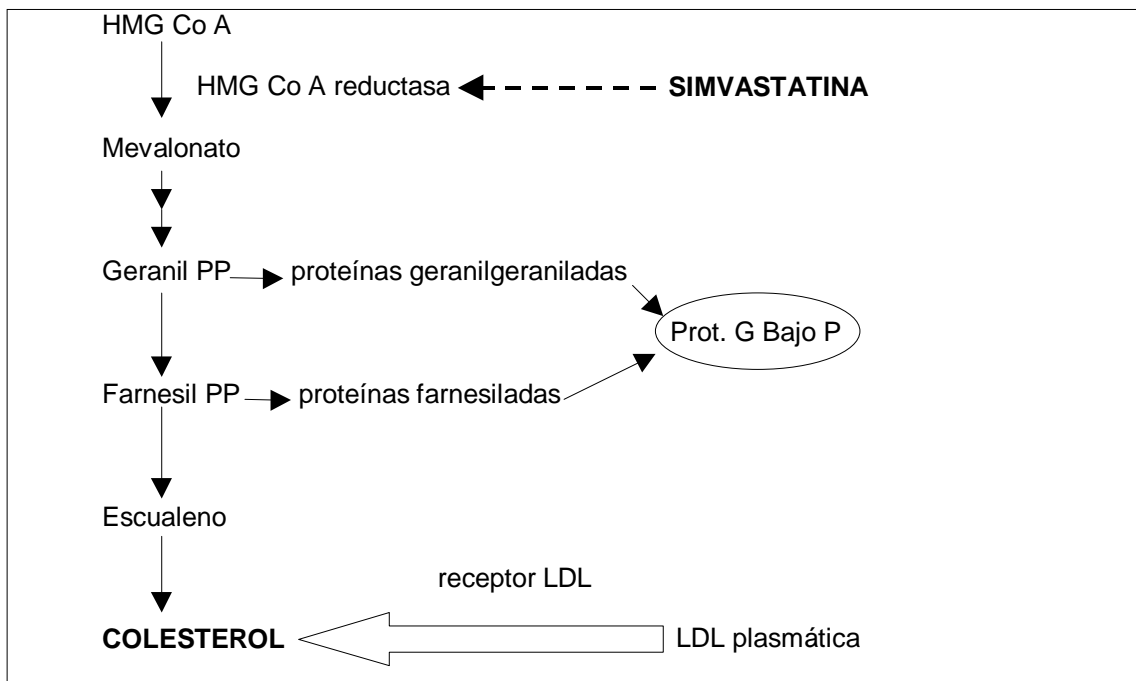 HMG Co A
HMG Co A reductasa
SIMVASTATINA
Mevalonato
Geranil PP
proteínas geranilgeraniladas
Prot. G Bajo P
Farnesil PP
proteínas farnesiladas
Escualeno
receptor LDL
COLESTEROL
LDL plasmática